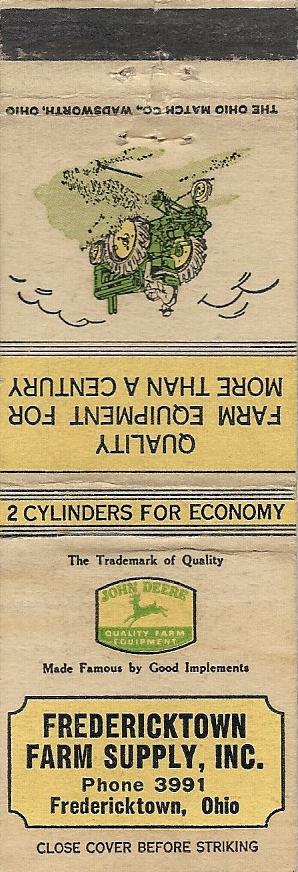 THE OHIO MATCH CO., WADSWORTH, OHIO
QUALITY
FARM EQUIPMENT FOR
MORE THAN A CENTURY
2 CYLINDERS FOR ECONOMY
The Trademark of Quality
JOHN DEERE
QUALITY FARM
EQUIPMENT
Made Famous by Good Implements
FREDERICKTOWN
FARM SUPPLY, INC.
Phone 3991
Fredericktown, Ohio
CLOSE COVER BEFORE STRIKING